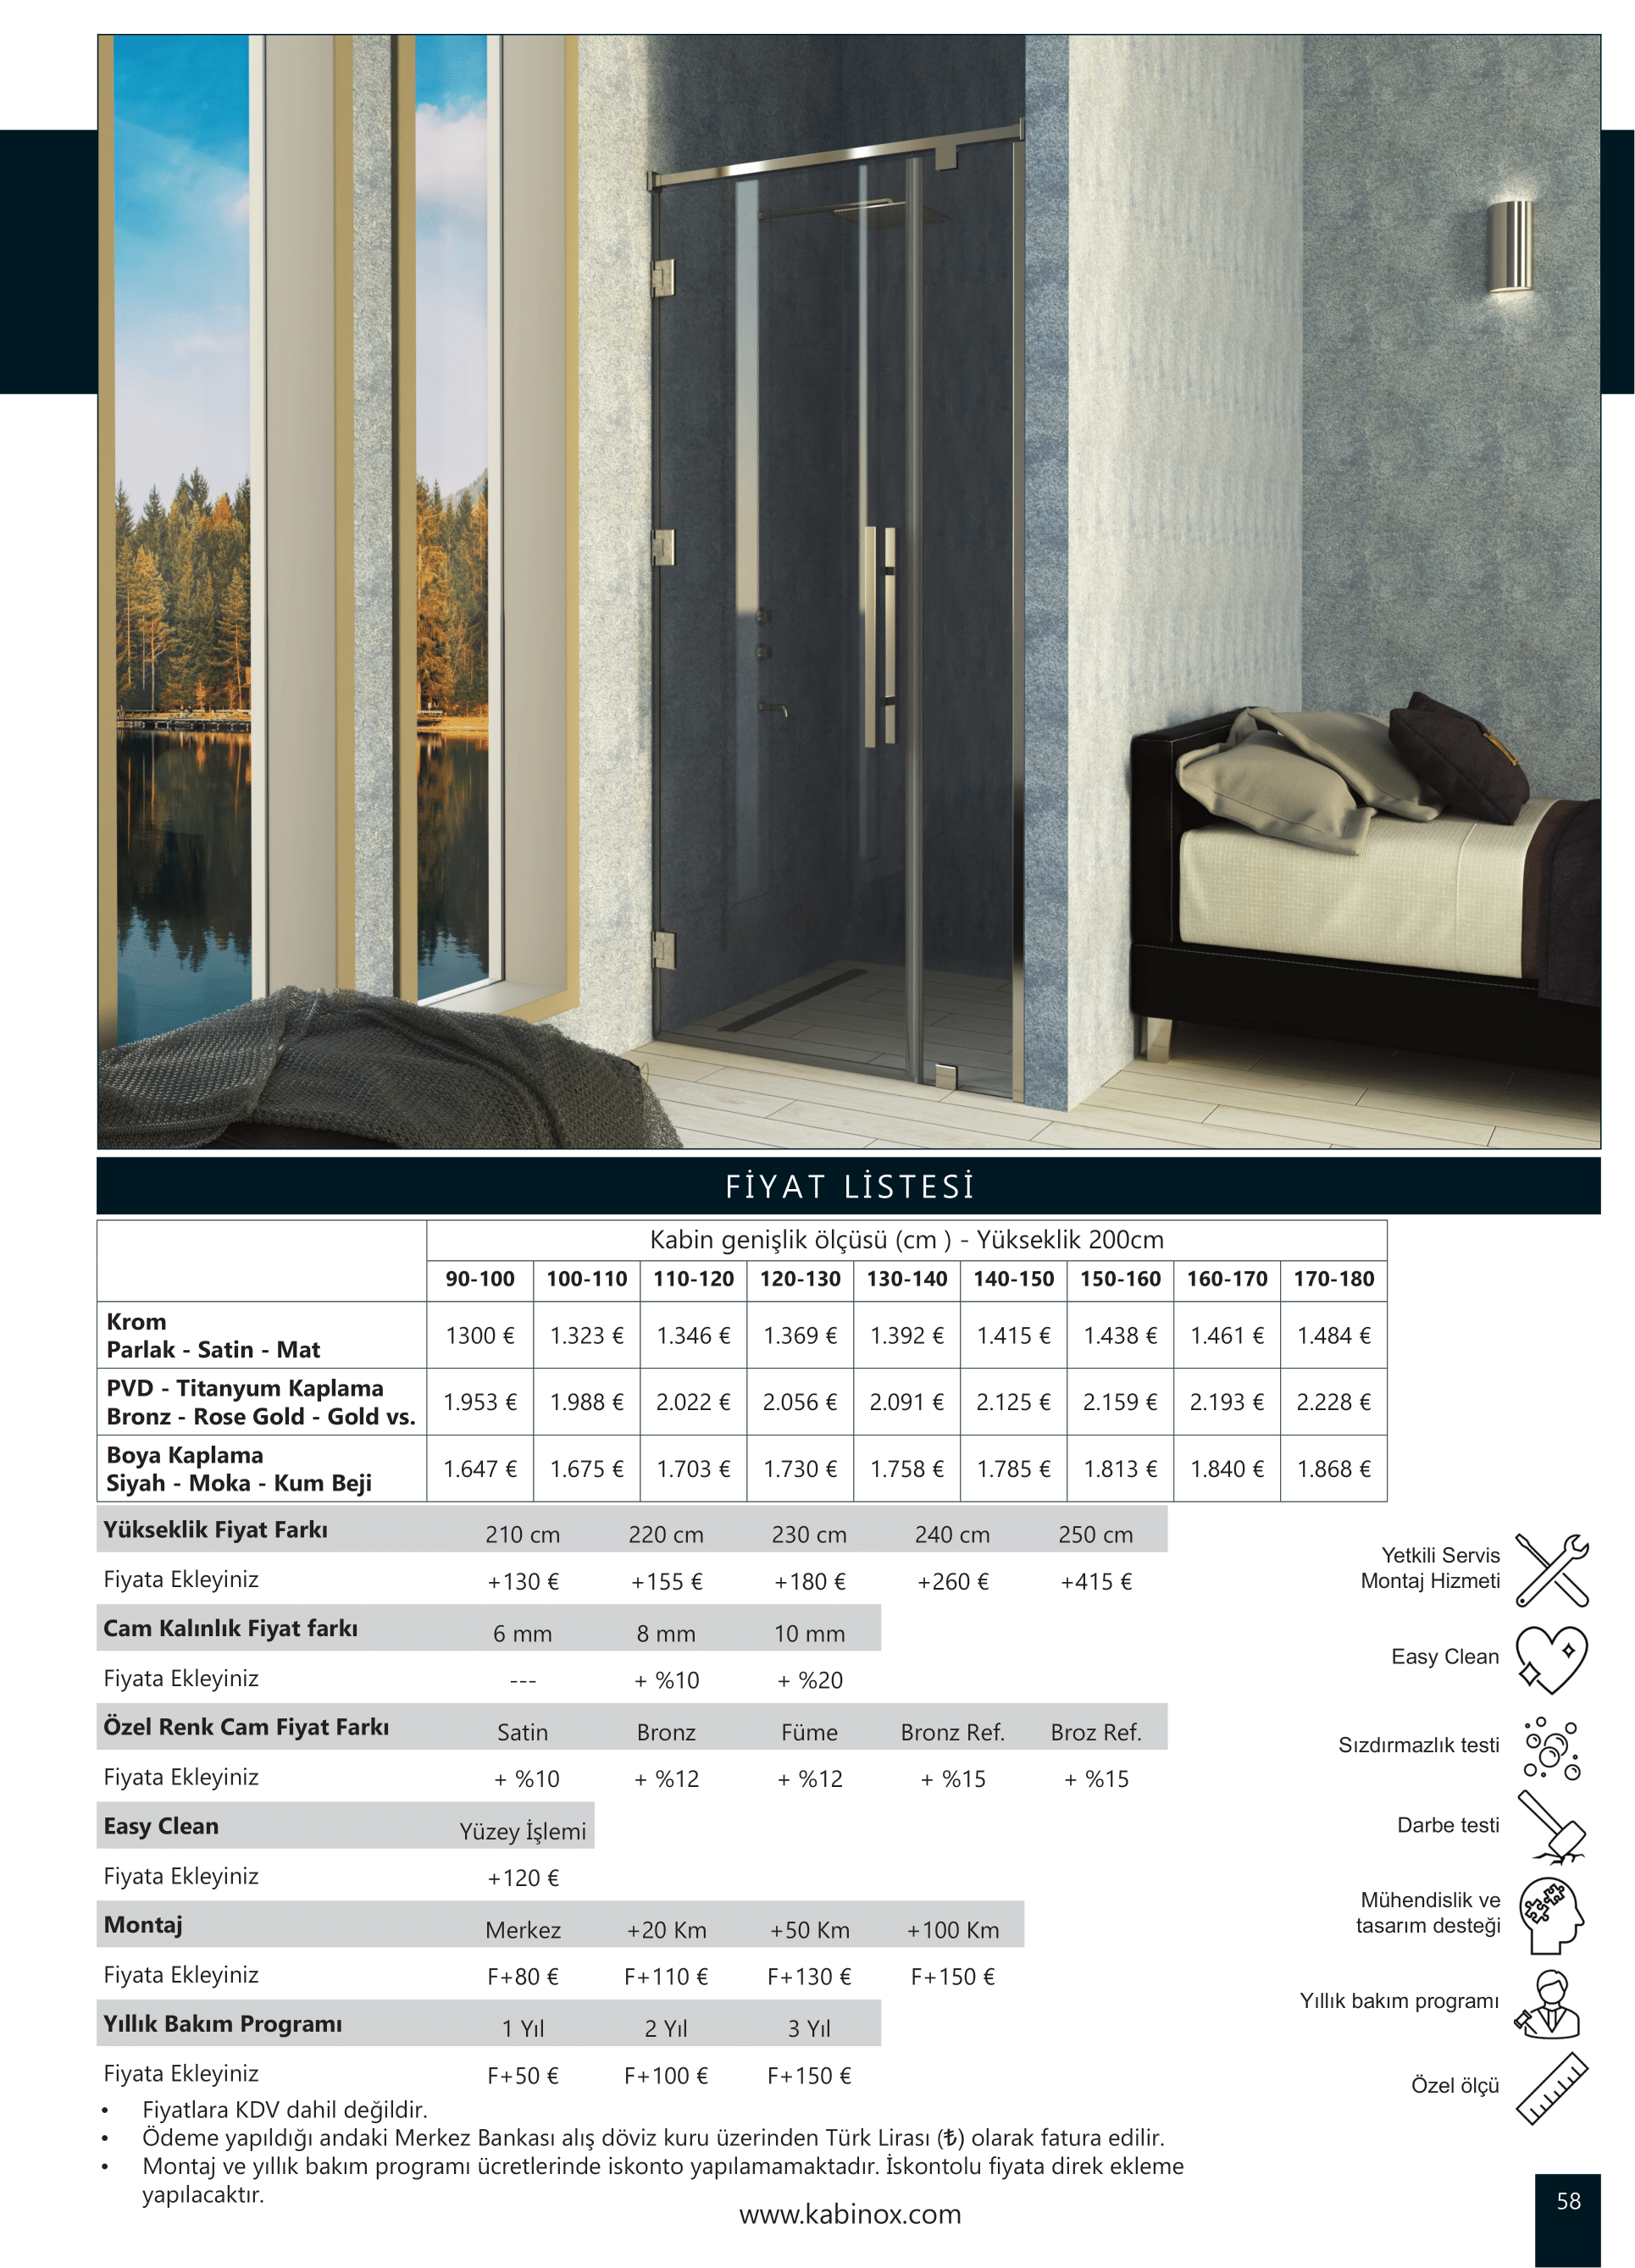 FİYAT LİSTESİ
Kabin genişlik ölçüsü (cm ) - Yükseklik 200cm
90-100 100-110 110-120 120-130 130-140 140-150 150-160 160-170 170-180
Krom
Parlak - Satin - Mat
1300 € 1.323 € 1.346 € 1.369 € 1.392 € 1.415 € 1.438 € 1.461 € 1.484 €
PVD - Titanyum Kaplama
Bronz - Rose Gold - Gold vs.
1.953 € 1.988 € 2.022 € 2.056 € 2.091 € 2.125 € 2.159 € 2.193 € 2.228 €
Boya Kaplama
Siyah - Moka - Kum Beji
1.647 € 1.675 € 1.703 € 1.730 € 1.758 € 1.785 € 1.813 € 1.840 € 1.868 €
Yükseklik Fiyat Farkı 210 cm 220 cm 230 cm 240 cm 250 cm
Fiyata Ekleyiniz +130 € +155 € +180 € +260 € +415 €
Cam Kalınlık Fiyat farkı 6 mm 8 mm 10 mm
Fiyata Ekleyiniz --- + %10 + %20
Özel Renk Cam Fiyat Farkı Satin Bronz Füme Bronz Ref. Broz Ref.
Fiyata Ekleyiniz + %10 + %12 + %12 + %15 + %15
Easy Clean Yüzey İşlemi
Fiyata Ekleyiniz +120 €
Montaj Merkez +20 Km +50 Km +100 Km
Fiyata Ekleyiniz F+80 € F+110 € F+130 € F+150 €
Yıllık Bakım Programı 1 Yıl 2 Yıl 3 Yıl
Fiyata Ekleyiniz F+50 € F+100 € F+150 €
Yetkili Servis
Montaj Hizmeti
Easy Clean
Sızdırmazlık testi
Darbe testi
Mühendislik ve
tasarım desteği
Yıllık bakım programı
Özel ölçü
• Fiyatlara KDV dahil değildir.
• Ödeme yapıldığı andaki Merkez Bankası alış döviz kuru üzerinden Türk Lirası (₺) olarak fatura edilir.
• Montaj ve yıllık bakım programı ücretlerinde iskonto yapılamamaktadır. İskontolu fiyata direk ekleme
yapılacaktır.
www.kabinox.com
58